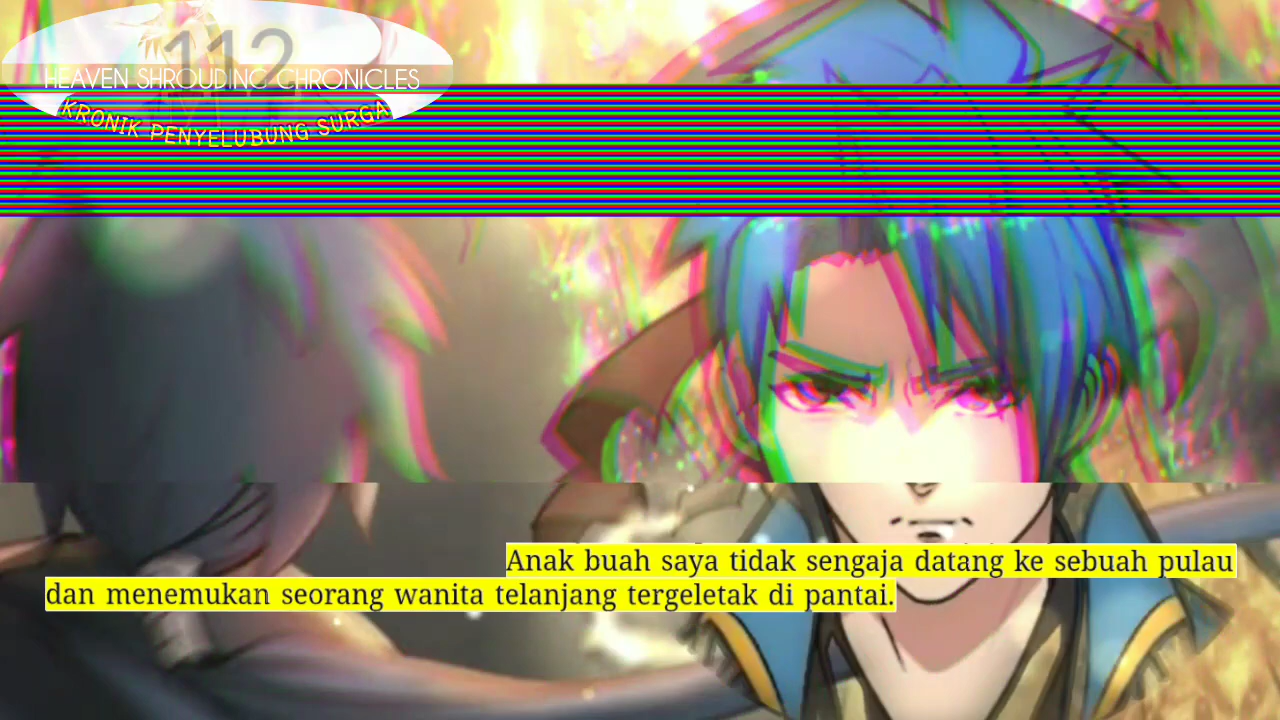 112
HEAVEN SHROUDING CHRONICLES
KRONIK PENYELUBUNG SURGA
Anak buah saya tidak sengaja datang ke sebuah pulau
dan menemukan seorang wanita telanjang tergeletak di pantai.